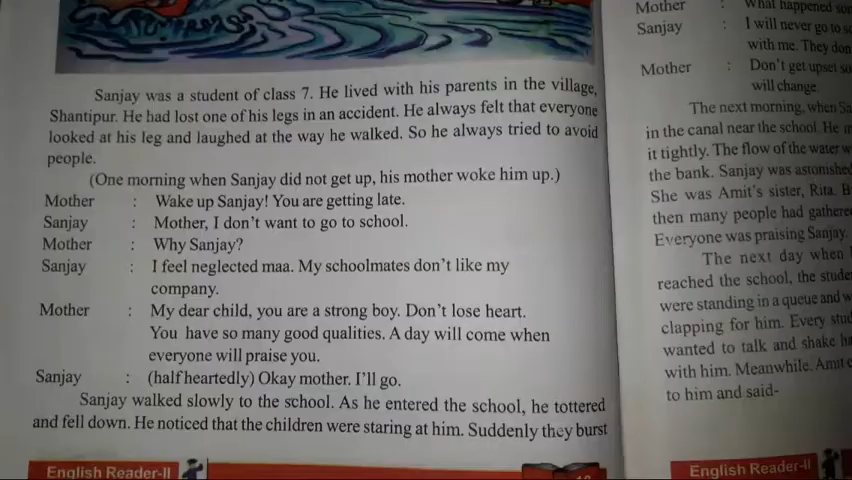 Sanjay was a student of class 7. He lived with his parents in the village,
Shantipur. He had lost one of his legs in an accident. He always felt that everyone
looked at his leg and laughed at the way he walked. So he always tried to avoid
people.
(One morning when Sanjay did not get up, his mother woke him up.)
Mother : Wake up Sanjay! You are getting late.
Sanjay : Mother, I don't want to go to school.
Mother : Why Sanjay?
Sanjay : I feel neglected maa. My schoolmates don't like my
company.
Mother : My dear child, you are a strong boy. Don't lose heart.
You have so many good qualities. A day will come when
everyone will praise you.
Sanjay : (half heartedly) Okay mother. I'll go.
Sanjay walked slowly to the school. As he entered the school, he tottered
and fell down. He noticed that the children were staring at him. Suddenly they burst
English Reader-II
Mother : What happened
Sanjay : I will never go to
with me. They
Mother : Don't get upset
will change.
The next morning, when
in the canal near the school. He
it tightly. The flow of the water
the bank. Sanjay was astonished
She was Amit's sister, Rita.
then many people had gathered
Everyone was praising Sanjay.
The next day when
reached the school, the
were standing in a queue and
clapping for him. Every
wanted to talk and shake
with him. Meanwhile. Amit
to him and said-
English Reader-II